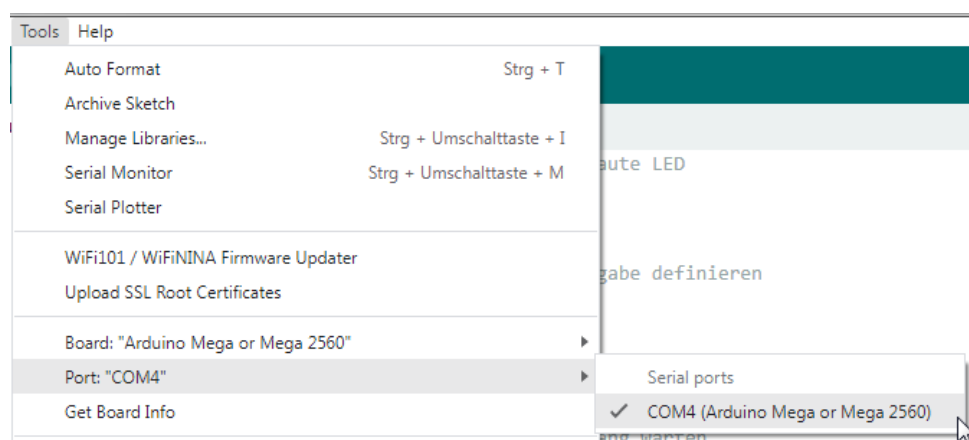 Tools Help
Auto Format Strg + T
Archive Sketch
Manage Libraries... Strg + Umschalttaste + I
Serial Monitor Strg + Umschalttaste + M
aute LED
Serial Plotter
WiFi101 / WiFiNINA Firmware Updater
gabe definieren
Upload SSL Root Certificates
Board: "Arduino Mega or Mega 2560"
Port: "COM4" Serial ports
Get Board Info COM4 (Arduino Mega or Mega 2560)
ang warten